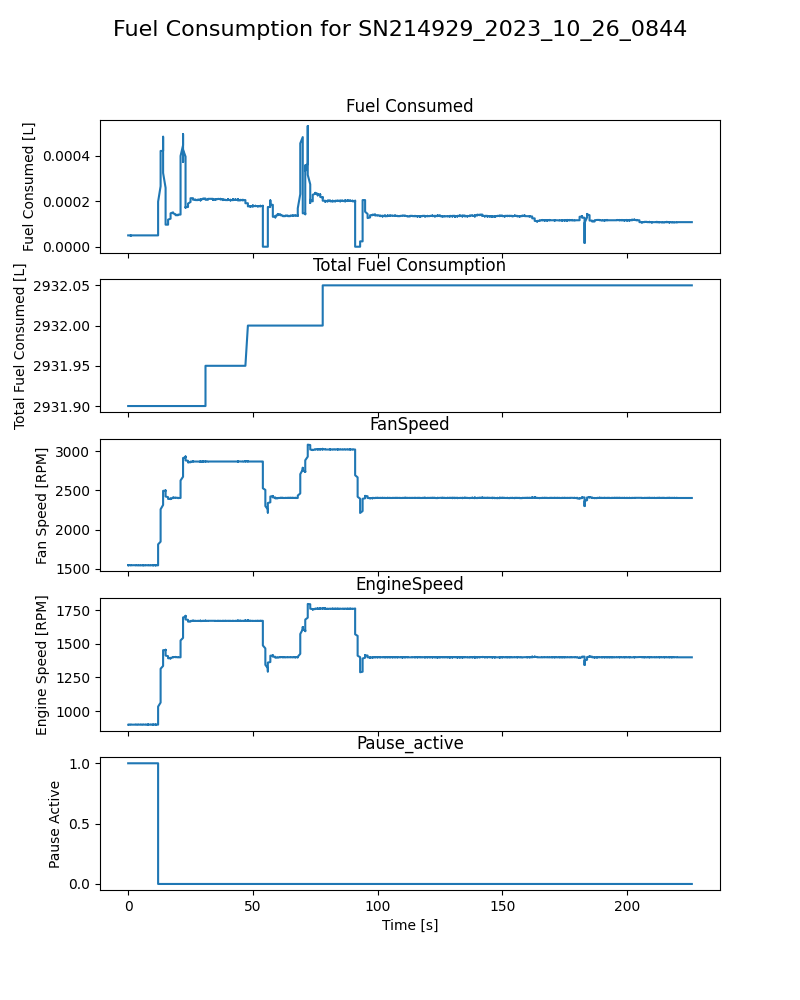 Fuel Consumption for SN214929_2023_10_26_0844
Fuel Consumed
Fuel Consumed [L]
0.0004
0.0002
0.0000
Total Fuel Consumption
Total Fuel Consumed [L]
2932.05
2932.00
2931.95
2931.90
FanSpeed
Fan Speed [RPM]
3000
2500
2000
1500
EngineSpeed
Engine Speed [RPM]
1750
1500
1250
1000
Pause_active
Pause Active
1.0
0.5
0.0
0 50 100 150 200
Time [s]